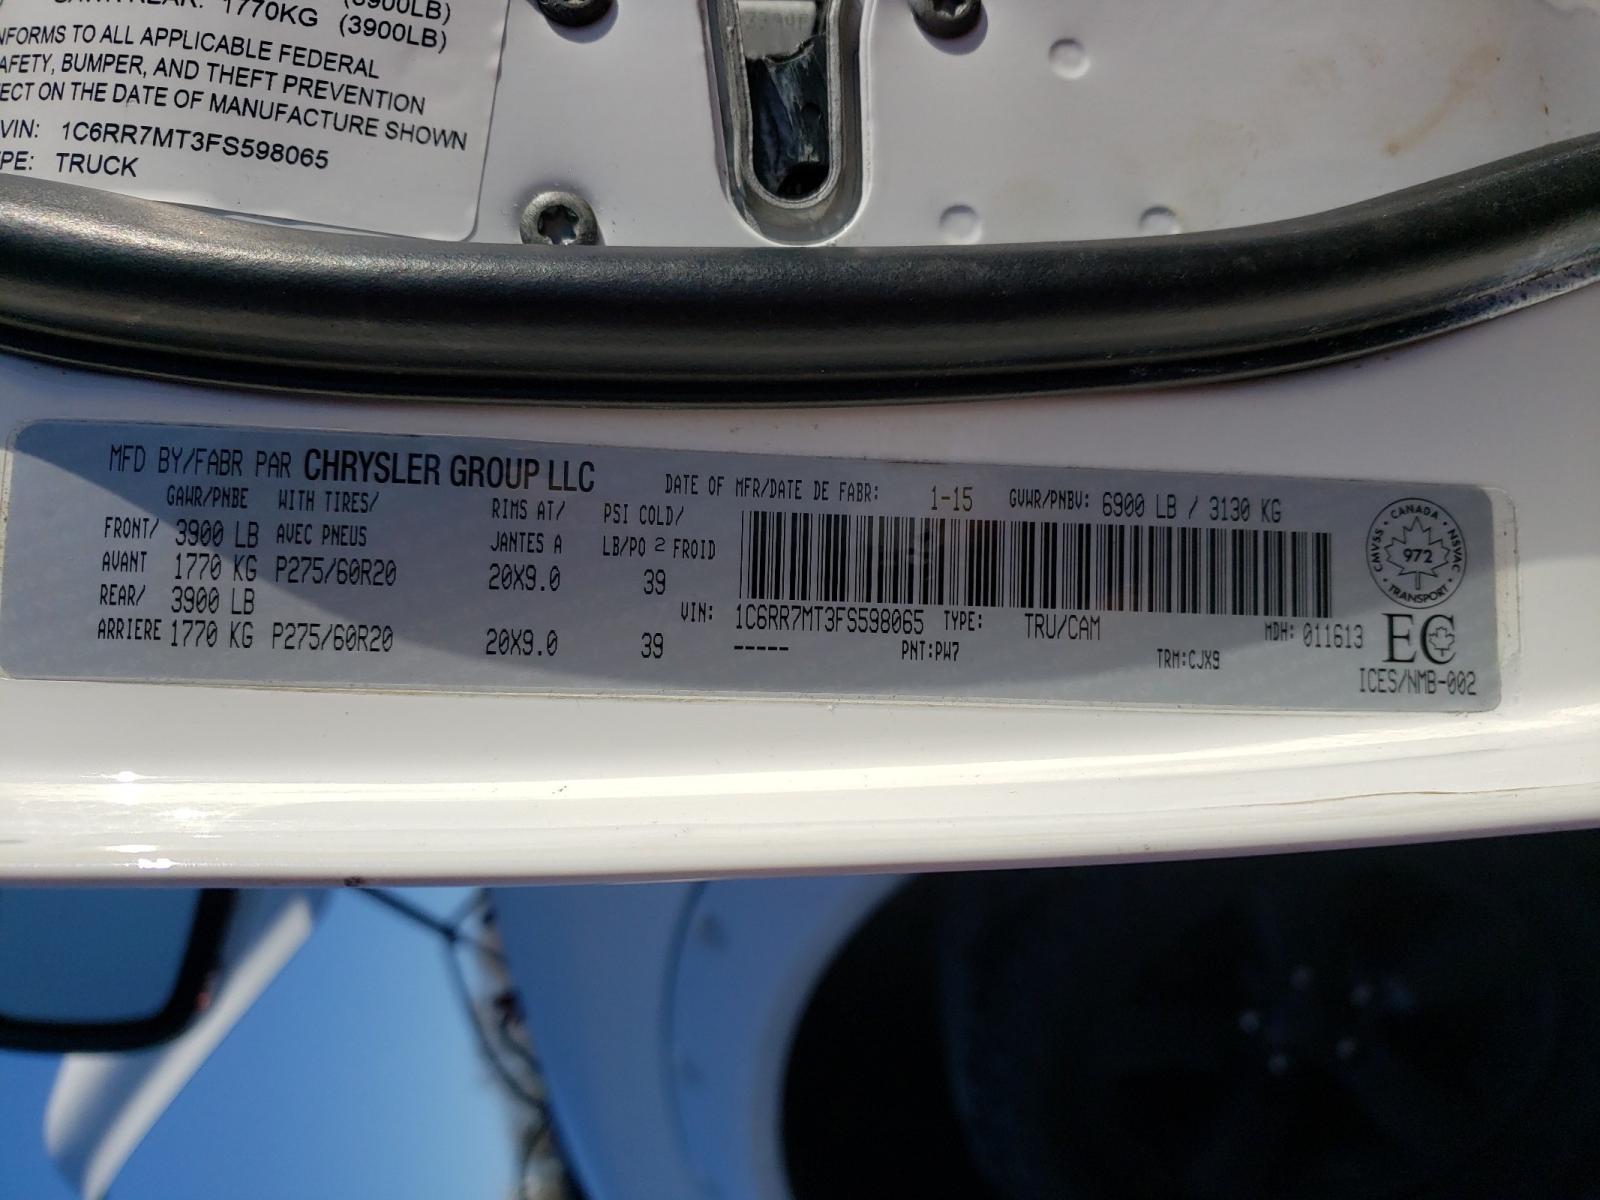 1770KG (3900LB)
(3900LB)
TO ALL APPLICABLE FEDERAL
BUMPER, AND THEFT PREVENTION
ON THE DATE OF MANUFACTURE SHOWN
VIN: 1C6RR7MT3FS598065
TRUCK
MFD BY/FABR PAR CHRYSLER GROUP LLC
DATE OF MFR/DATE DE FABR: 1-15 GVWR/PNBV: 6900 LB / 3130 KG
GAWR/PNBE WITH TIRES/ RIMS AT/ PSI COLD/
FRONT/ 3900 LB AVEC PNEUS JANTES A LB/PO 2 FROID
AVANT 1770 KG P275/60R20 20X9.0 39
REAR/ 3900 LB
ARRIERE 1770 KG P275/60R20 20X9.0 39
VIN: 1C6RR7MT3FS598065 TYPE: TRU/CAM MDH: 011613
----- PNT:PW7 TRM:CJX9
CANADA
CMVSS 972 NSVAC
TRANSPORT
EC
ICES/NMB-002